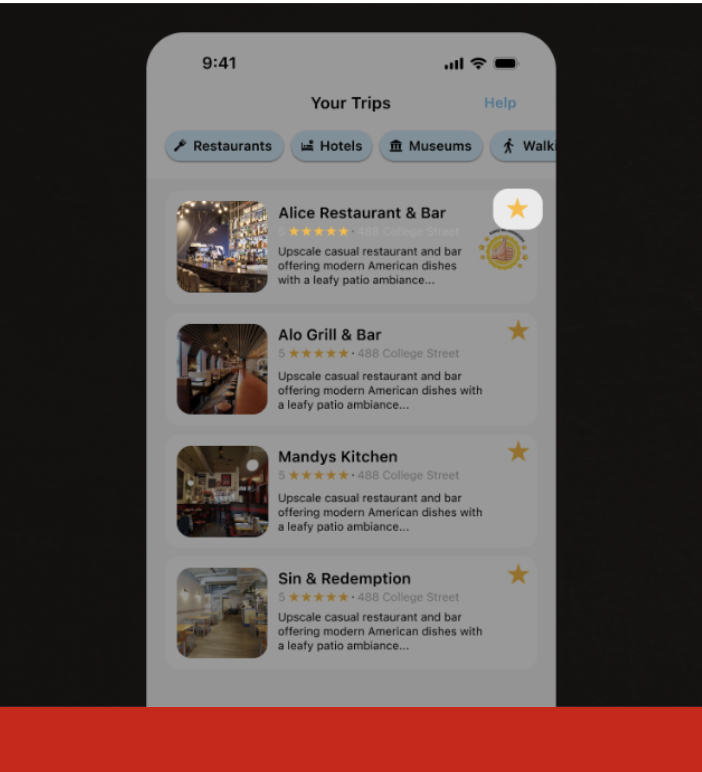 9:41
Your Trips
Help
Restaurants
Hotels
Museums
Walki
Alice Restaurant & Bar
5 ★★★★★ · 488 College Street
Upscale casual restaurant and bar
offering modern American dishes
with a leafy patio ambiance...
Alo Grill & Bar
5 ★★★★★ · 488 College Street
Upscale casual restaurant and bar
offering modern American dishes with
a leafy patio ambiance...
Mandys Kitchen
5 ★★★★★ · 488 College Street
Upscale casual restaurant and bar
offering modern American dishes with
a leafy patio ambiance...
Sin & Redemption
5 ★★★★★ · 488 College Street
Upscale casual restaurant and bar
offering modern American dishes with
a leafy patio ambiance...